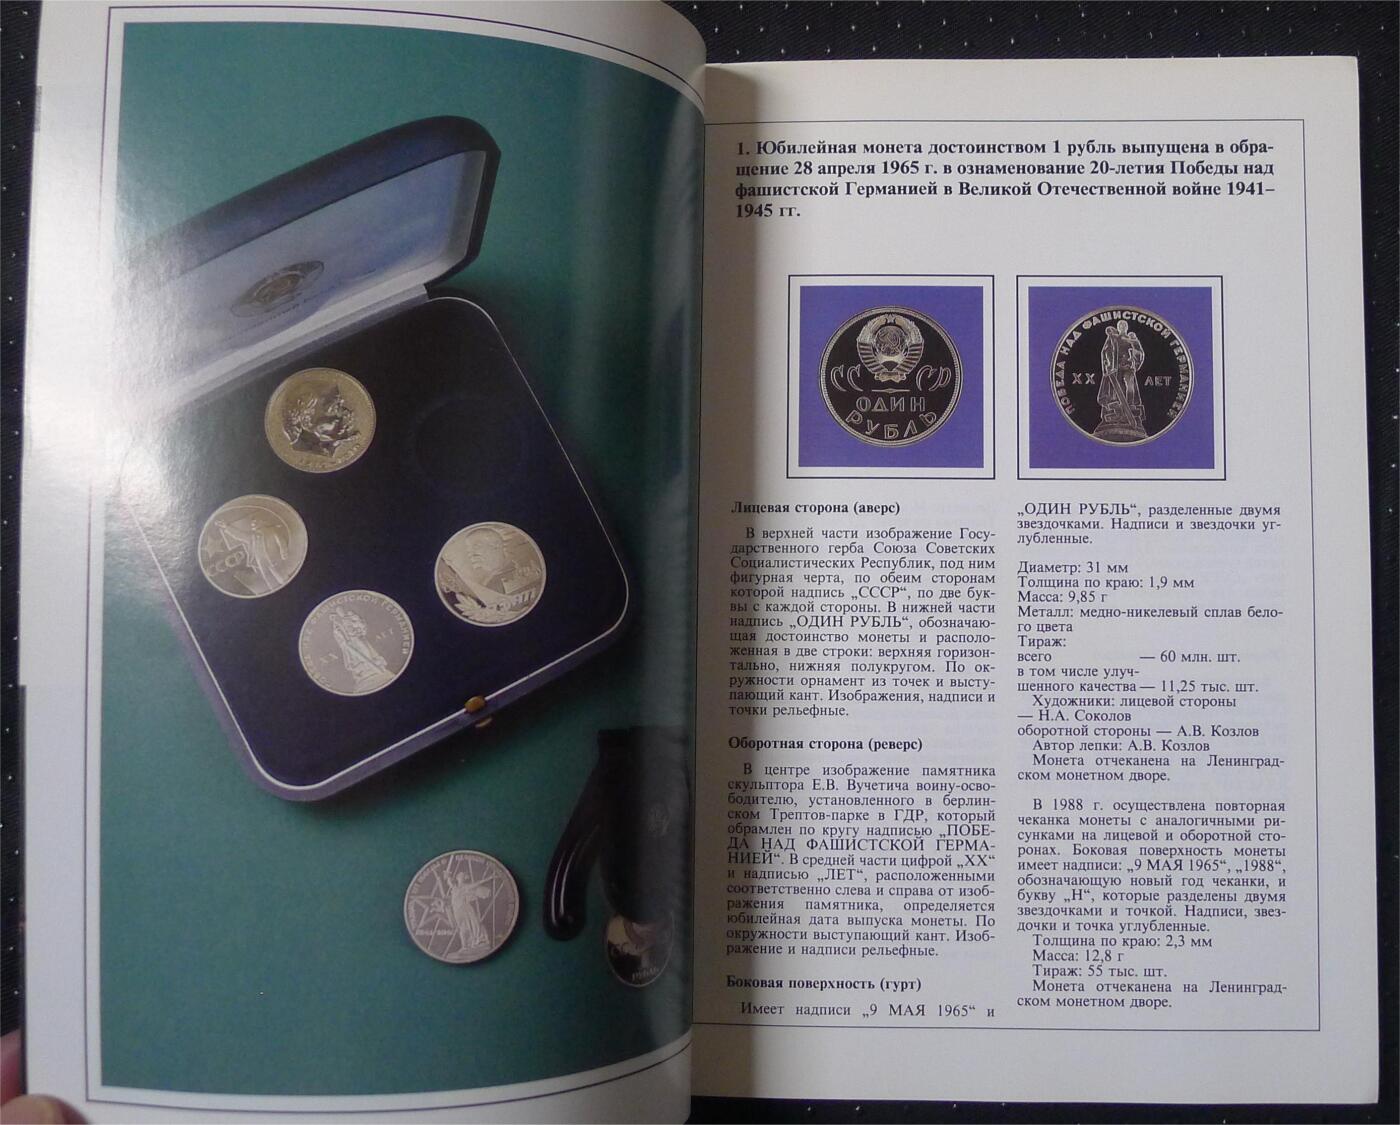 СССР
ПОБЕДА НАД ФАШИСТСКОЙ ГЕРМАНИЕЙ
ЛЕТ
РУБЛЬ
1. Юбилейная монета достоинством 1 рубль выпущена в обра-
щение 28 апреля 1965 г. в ознаменование 20-летия Победы над
фашистской Германией в Великой Отечественной войне 1941–
1945 гг.
СС СР
ОДИН
РУБЛЬ
ПОБЕДА НАД ФАШИСТСКОЙ ГЕРМАНИЕЙ
XX ЛЕТ
Лицевая сторона (аверс)
В верхней части изображение Госу-
дарственного герба Союза Советских
Социалистических Республик, под ним
фигурная черта, по обеим сторонам
которой надпись „СССР“, по две бук-
вы с каждой стороны. В нижней части
надпись „ОДИН РУБЛЬ“, обозначаю-
щая достоинство монеты и располо-
женная в две строки: верхняя горизон-
тально, нижняя полукругом. По ок-
ружности орнамент из точек и высту-
пающий кант. Изображения, надписи и
точки рельефные.
Оборотная сторона (реверс)
В центре изображение памятника
скульптора Е.В. Вучетича воину-осво-
бодителю, установленного в берлин-
ском Трептов-парке в ГДР, который
обрамлен по кругу надписью „ПОБЕ-
ДА НАД ФАШИСТСКОЙ ГЕРМА-
НИЕЙ“. В средней части цифрой „XX“
и надписью „ЛЕТ“, расположенными
соответственно слева и справа от изоб-
ражения памятника, определяется
юбилейная дата выпуска монеты. По
окружности выступающий кант. Изоб-
ражение и надписи рельефные.
Боковая поверхность (гурт)
Имеет надписи „9 МАЯ 1965“ и
„ОДИН РУБЛЬ“, разделенные двумя
звездочками. Надписи и звездочки уг-
лубленные.
Диаметр: 31 мм
Толщина по краю: 1,9 мм
Масса: 9,85 г
Металл: медно-никелевый сплав бело-
го цвета
Тираж:
всего — 60 млн. шт.
в том числе улуч-
шенного качества — 11,25 тыс. шт.
Художники: лицевой стороны
— Н.А. Соколов
оборотной стороны — А.В. Козлов
Автор лепки: А.В. Козлов
Монета отчеканена на Ленинград-
ском монетном дворе.
В 1988 г. осуществлена повторная
чеканка монеты с аналогичными ри-
сунками на лицевой и оборотной сто-
ронах. Боковая поверхность монеты
имеет надписи: „9 МАЯ 1965“, „1988“,
обозначающую новый год чеканки, и
букву „Н“, которые разделены двумя
звездочками и точкой. Надписи, звез-
дочки и точка углубленные.
Толщина по краю: 2,3 мм
Масса: 12,8 г
Тираж: 55 тыс. шт.
Монета отчеканена на Ленинград-
ском монетном дворе.